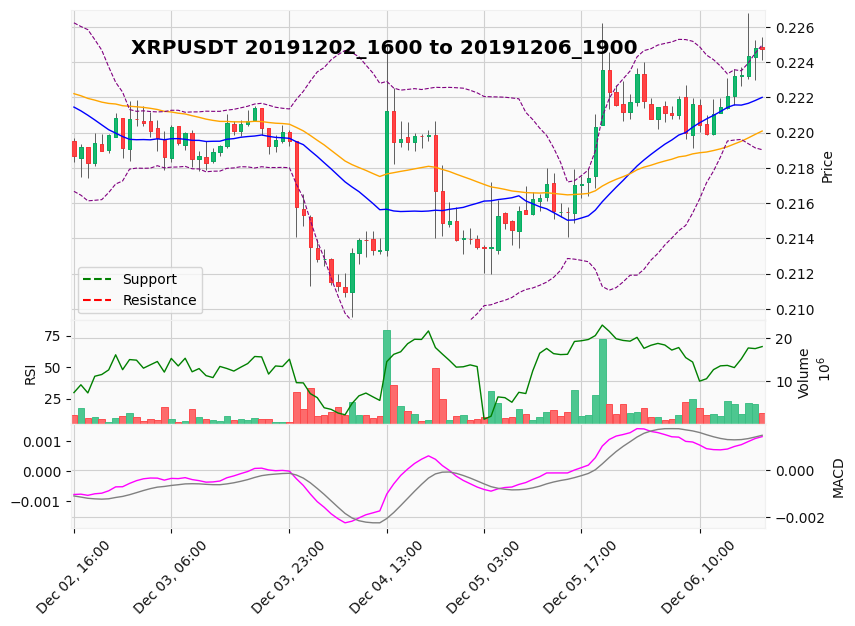 XRPUSDT 20191202_1600 to 20191206_1900
0.226
0.224
0.222
0.220
0.218
0.216
0.214
0.212
0.210
Price
Support
Resistance
75
50
25
RSI
20
10
Volume
10^6
0.001
0.000
−0.001
0.000
−0.002
MACD
Dec 02, 16:00
Dec 03, 06:00
Dec 03, 23:00
Dec 04, 13:00
Dec 05, 03:00
Dec 05, 17:00
Dec 06, 10:00